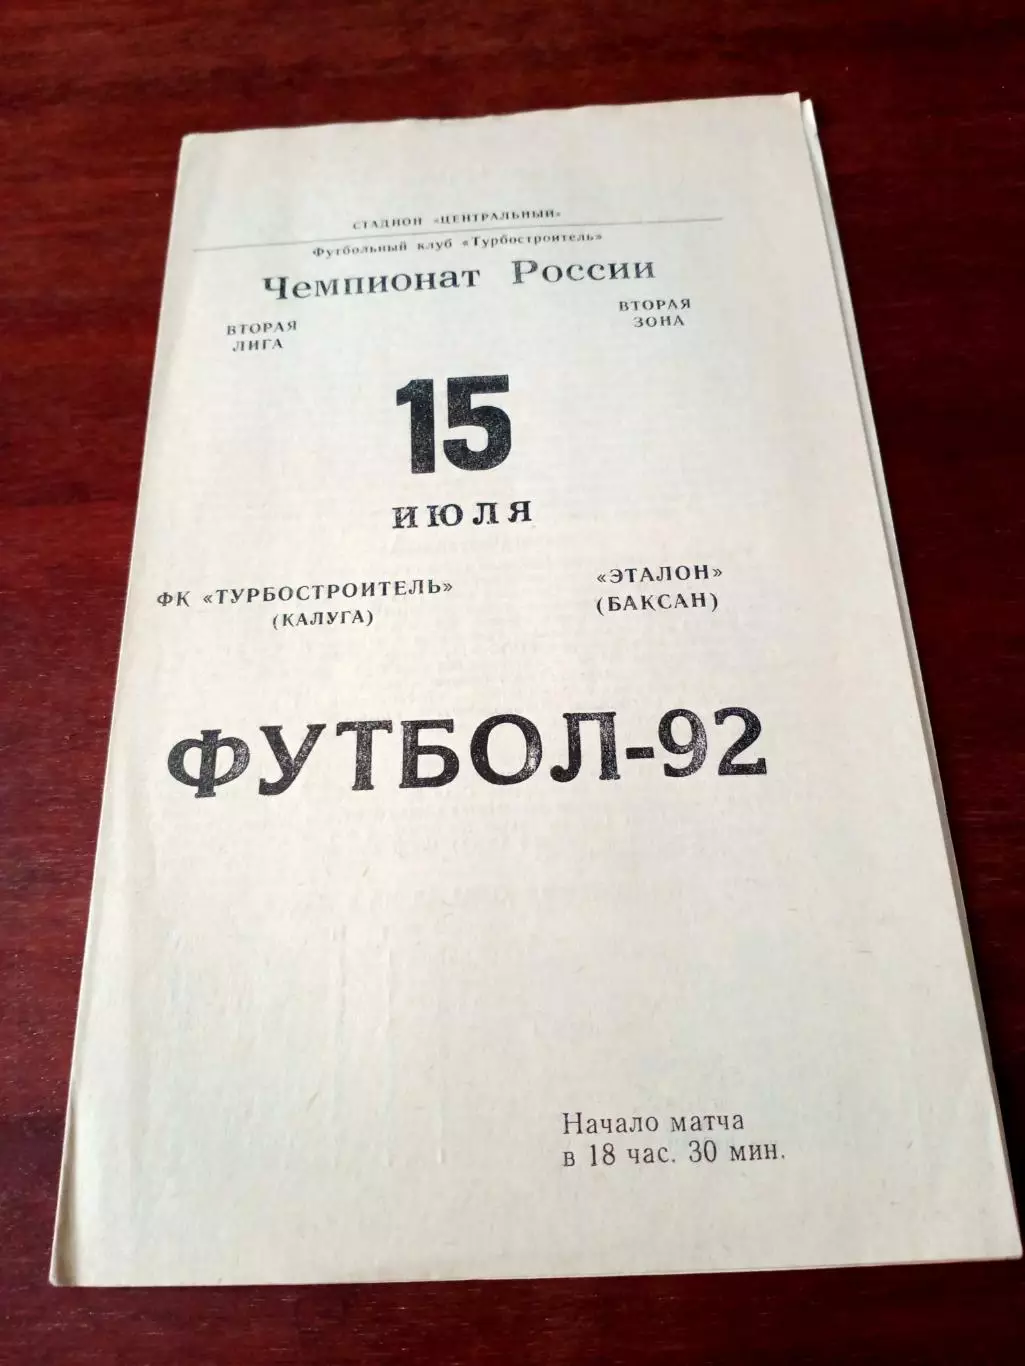 СТАДИОН «ЦЕНТРАЛЬНЫЙ»
Футбольный клуб «Турбостроитель»
Чемпионат России
ВТОРАЯ
ЛИГА
ВТОРАЯ
ЗОНА
15
ИЮЛЯ
ФК «ТУРБОСТРОИТЕЛЬ»
(КАЛУГА)
«ЭТАЛОН»
(БАКСАН)
ФУТБОЛ-92
Начало матча
в 18 час. 30 мин.